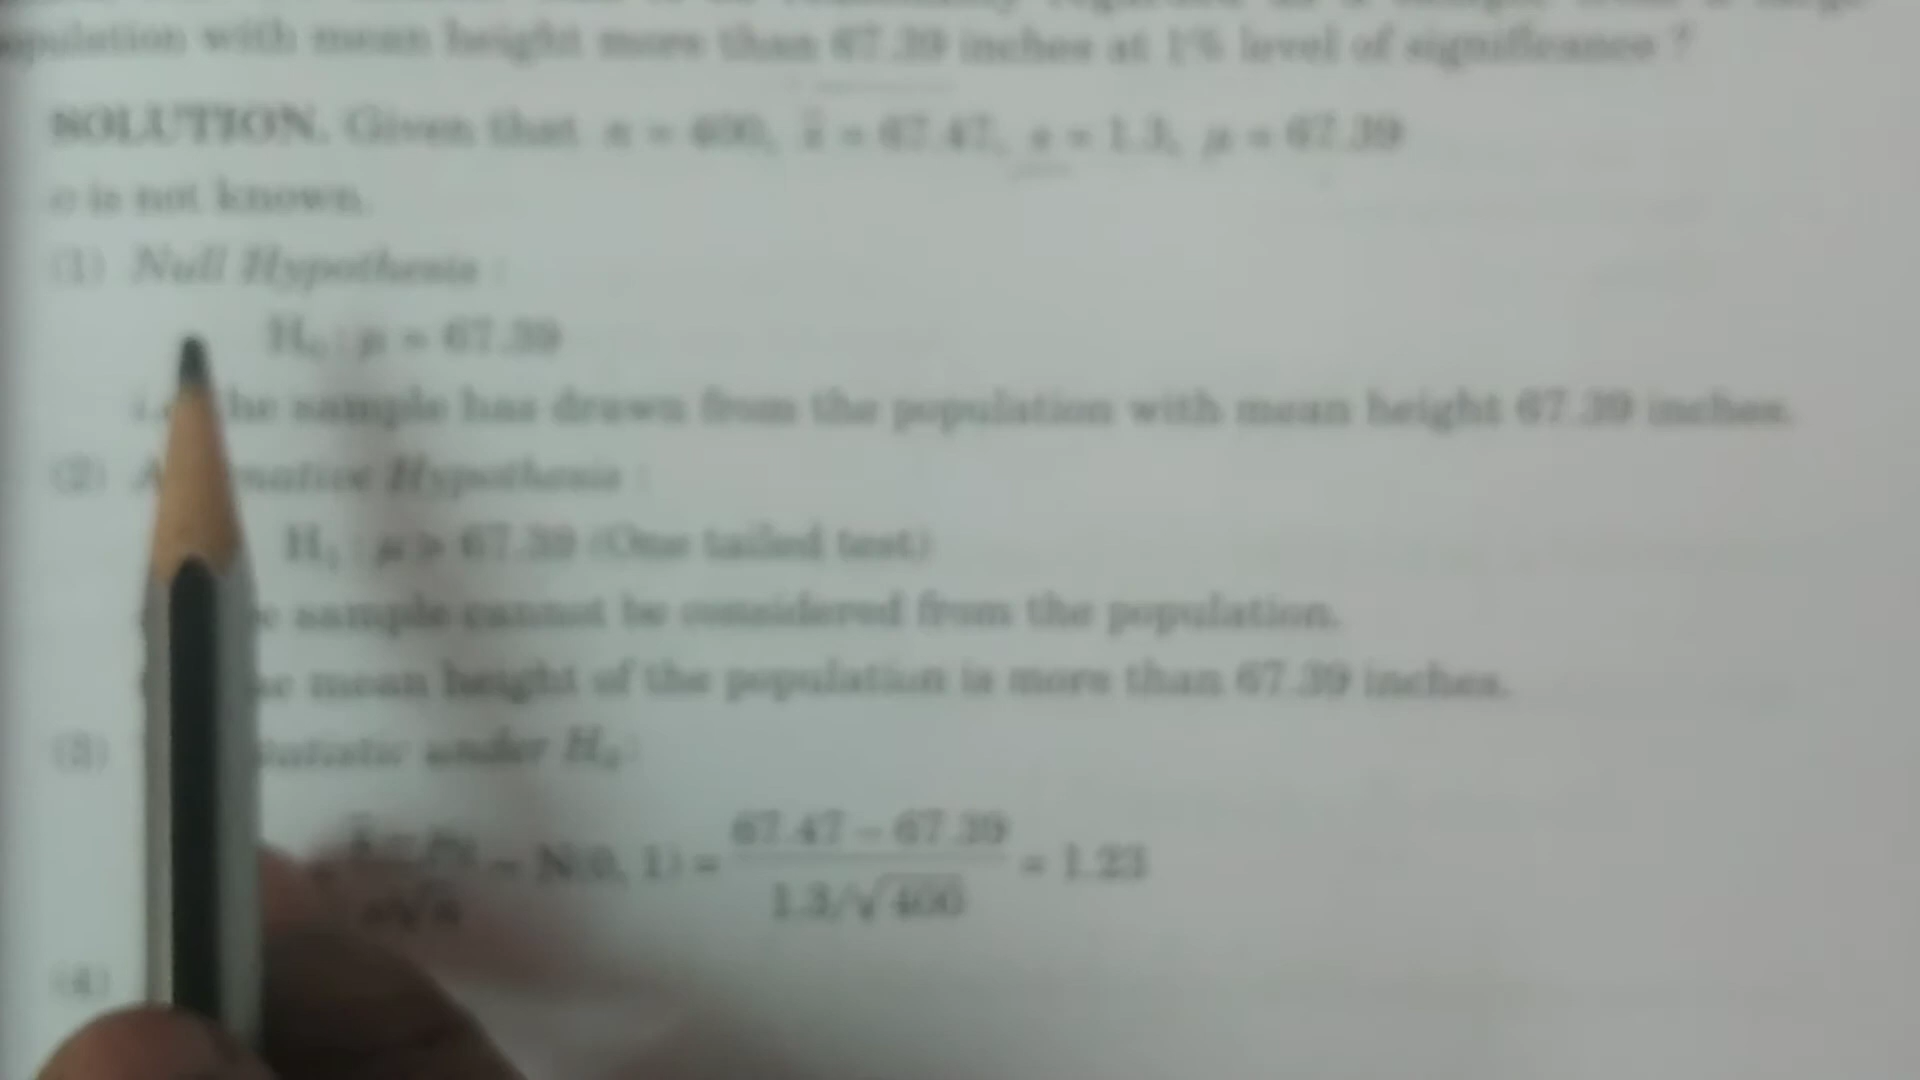 population with mean height more than 67.39 inches at 1% level of significance ?
SOLUTION. Given that n = 400, x̄ = 67.47, s = 1.3, μ = 67.39
σ is not known.
(1) Null Hypothesis :
H₀ : μ = 67.39
the sample has drawn from the population with mean height 67.39 inches.
(2) Hypothesis :
H₁ : μ > 67.39 (One tailed test)
sample cannot be considered from the population.
mean height of the population is more than 67.39 inches.
(3) statistic under H₀:
~ N(0, 1) = (67.47 – 67.39) / (1.3/√400) = 1.23
(4)